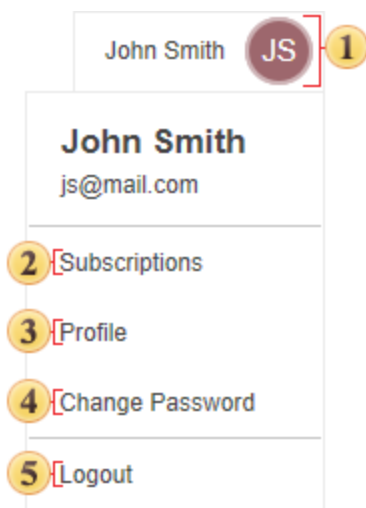 John Smith JS 1
John Smith
js@mail.com
2 Subscriptions
3 Profile
4 Change Password
5 Logout